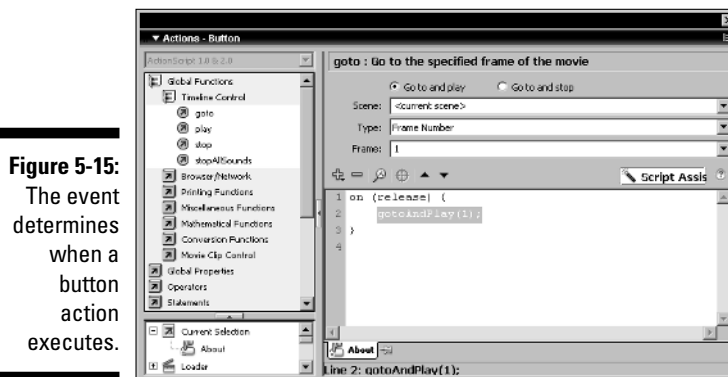 Figure 5-15:
The event
determines
when a
button
action
executes.
Actions - Button
ActionScript 1.0 & 2.0
Global Functions
Timeline Control
goto
play
stop
stopAllSounds
Browser/Network
Printing Functions
Miscellaneous Functions
Mathematical Functions
Conversion Functions
Movie Clip Control
Global Properties
Operators
Statements
Current Selection
About
Loader
goto : Go to the specified frame of the movie
Go to and play Go to and stop
Scene: <current scene>
Type: Frame Number
Frame: 1
Script Assis
1 on (release) {
2 gotoAndPlay(1);
3 }
4
About
Line 2: gotoAndPlay(1);